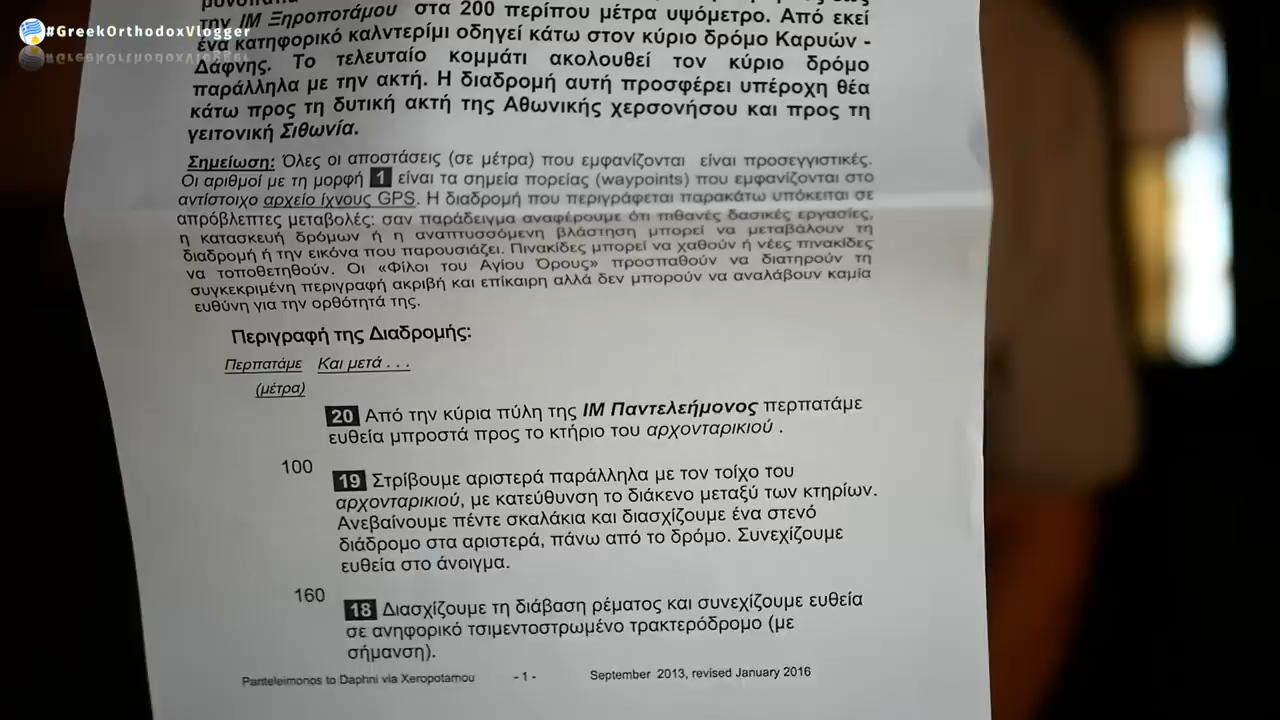 #GreekOrthodoxVlogger
την ΙΜ Ξηροποτάμου στα 200 περίπου μέτρα υψόμετρο. Από εκεί
ένα κατηφορικό καλντερίμι οδηγεί κάτω στον κύριο δρόμο Καρυών -
Δάφνης. Το τελευταίο κομμάτι ακολουθεί τον κύριο δρόμο
παράλληλα με την ακτή. Η διαδρομή αυτή προσφέρει υπέροχη θέα
κάτω προς τη δυτική ακτή της Αθωνικής χερσονήσου και προς τη
γειτονική Σιθωνία.
Σημείωση: Όλες οι αποστάσεις (σε μέτρα) που εμφανίζονται είναι προσεγγιστικές.
Οι αριθμοί με τη μορφή 1 είναι τα σημεία πορείας (waypoints) που εμφανίζονται στο
αντίστοιχο αρχείο ίχνους GPS. Η διαδρομή που περιγράφεται παρακάτω υπόκειται σε
απρόβλεπτες μεταβολές: σαν παράδειγμα αναφέρουμε ότι πιθανές δασικές εργασίες,
η κατασκευή δρόμων ή η αναπτυσσόμενη βλάστηση μπορεί να μεταβάλουν τη
διαδρομή ή την εικόνα που παρουσιάζει. Πινακίδες μπορεί να χαθούν ή νέες πινακίδες
να τοποθετηθούν. Οι «Φίλοι του Αγίου Όρους» προσπαθούν να διατηρούν τη
συγκεκριμένη περιγραφή ακριβή και επίκαιρη αλλά δεν μπορούν να αναλάβουν καμία
ευθύνη για την ορθότητά της.
Περιγραφή της Διαδρομής:
Περπατάμε Και μετά . . .
(μέτρα)
20 Από την κύρια πύλη της ΙΜ Παντελεήμονος περπατάμε
ευθεία μπροστά προς το κτήριο του αρχονταρικιού .
100 19 Στρίβουμε αριστερά παράλληλα με τον τοίχο του
αρχονταρικιού, με κατεύθυνση το διάκενο μεταξύ των κτηρίων.
Ανεβαίνουμε πέντε σκαλάκια και διασχίζουμε ένα στενό
διάδρομο στα αριστερά, πάνω από το δρόμο. Συνεχίζουμε
ευθεία στο άνοιγμα.
160 18 Διασχίζουμε τη διάβαση ρέματος και συνεχίζουμε ευθεία
σε ανηφορικό τσιμεντοστρωμένο τρακτερόδρομο (με
σήμανση).
Panteleimonos to Daphni via Xeropotamou - 1 - September 2013, revised January 2016